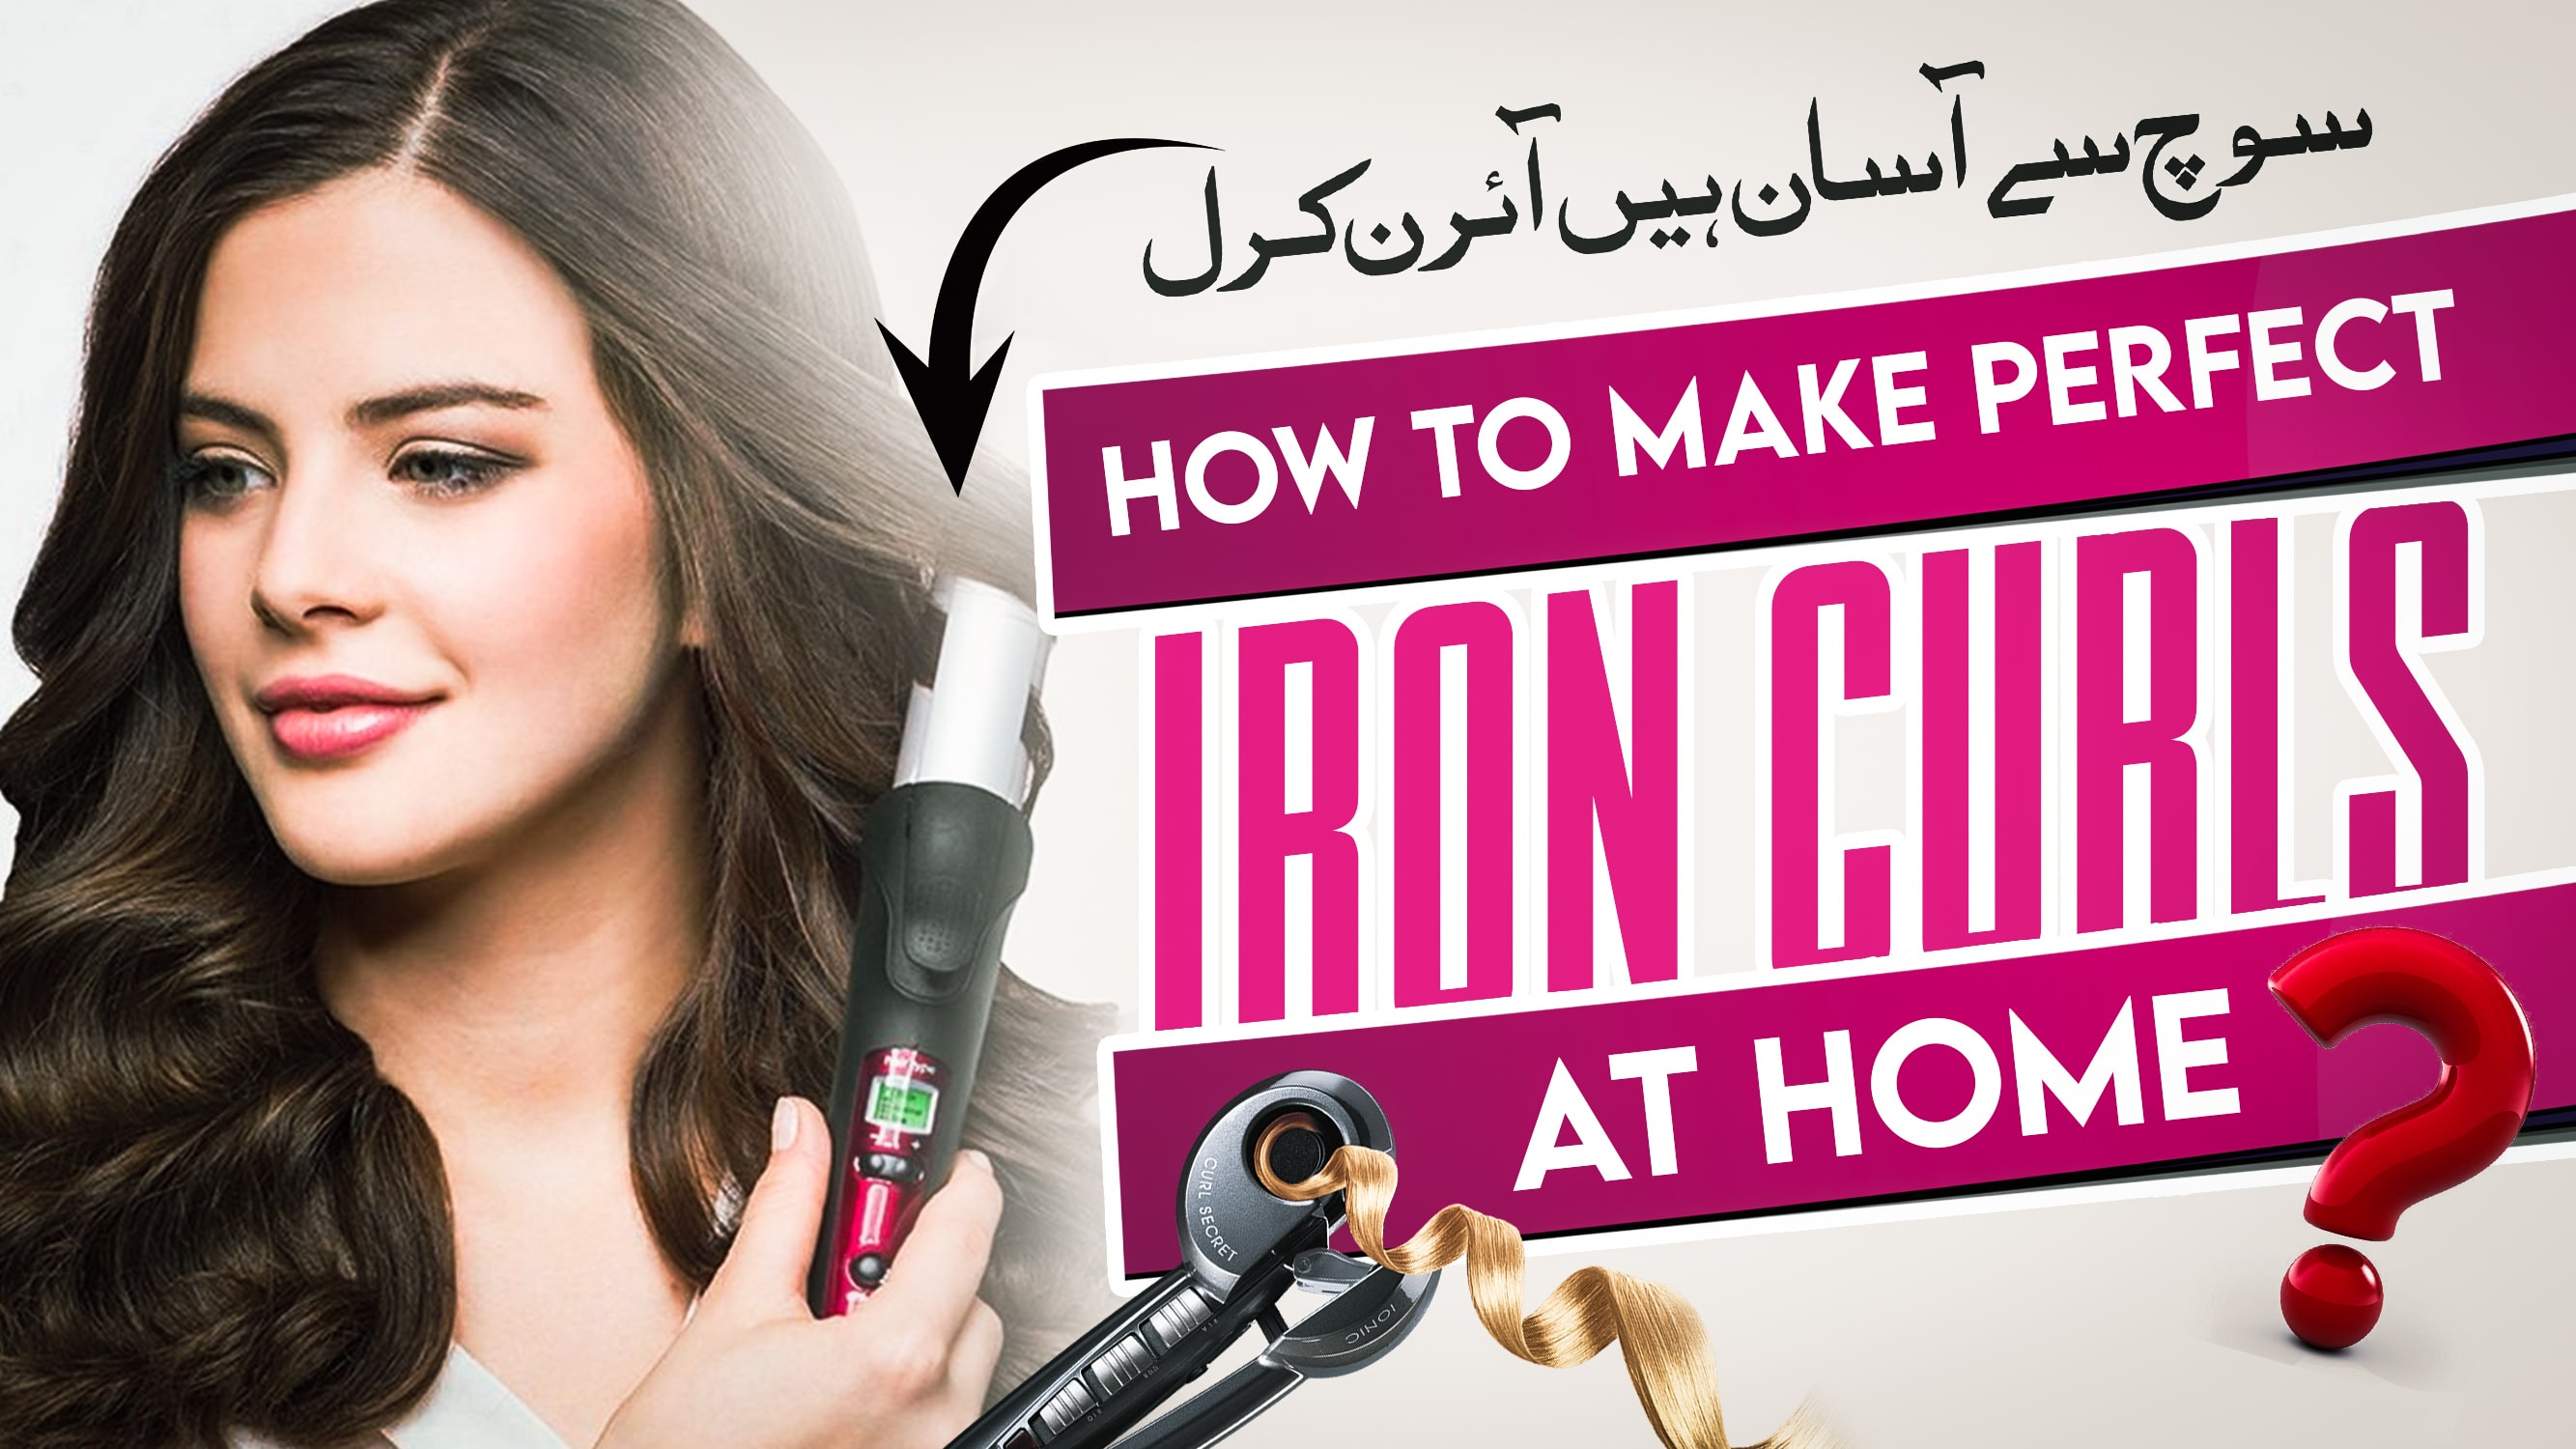 سوچ سے آسان ہیں آئرن کرل
HOW TO MAKE PERFECT
IRON CURLS
AT HOME?
CURL SECRET
IONIC